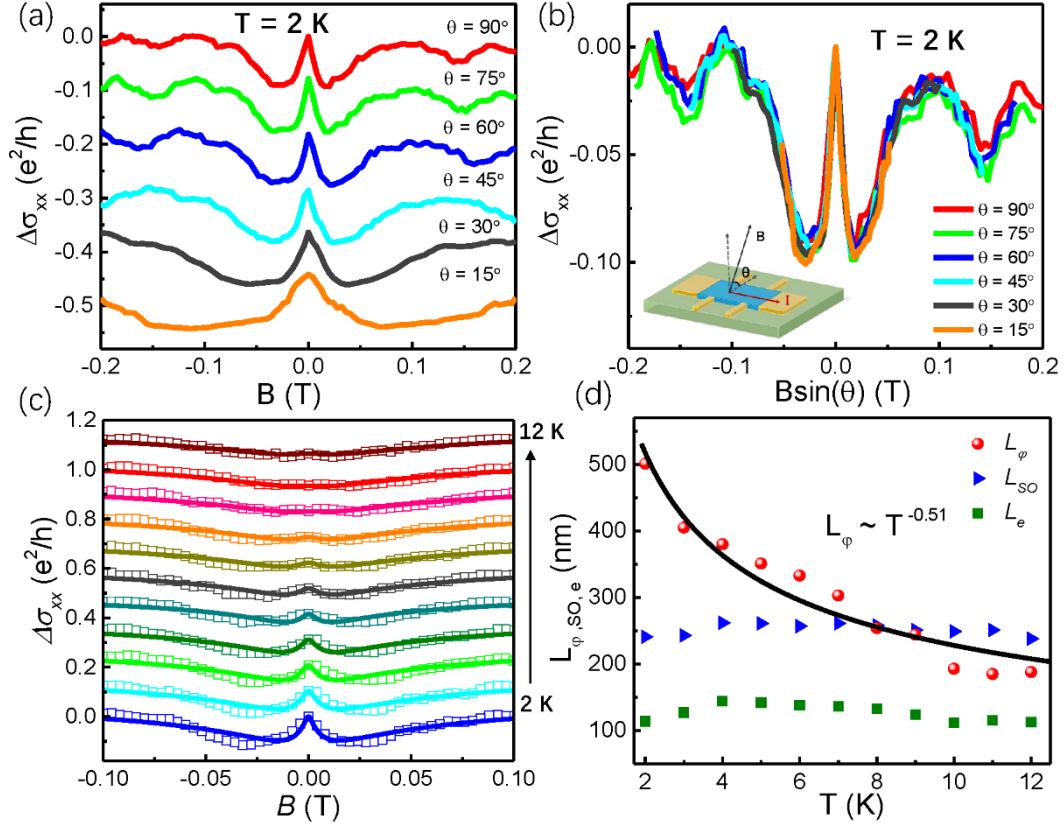 (a)
T = 2 K
θ = 90°
θ = 75°
θ = 60°
θ = 45°
θ = 30°
θ = 15°
0.0
-0.1
-0.2
-0.3
-0.4
-0.5
Δσxx (e²/h)
-0.2 -0.1 0.0 0.1 0.2
B (T)
(b)
T = 2 K
0.00
-0.05
-0.10
Δσxx (e²/h)
B
θ
I
θ = 90°
θ = 75°
θ = 60°
θ = 45°
θ = 30°
θ = 15°
-0.2 -0.1 0.0 0.1 0.2
Bsin(θ) (T)
(c)
1.2
1.0
0.8
0.6
0.4
0.2
0.0
Δσxx (e²/h)
12 K
2 K
-0.10 -0.05 0.00 0.05 0.10
B (T)
(d)
500
400
300
200
100
Lφ,SO,e (nm)
Lφ
LSO
Le
Lφ ~ T^-0.51
2 4 6 8 10 12
T (K)